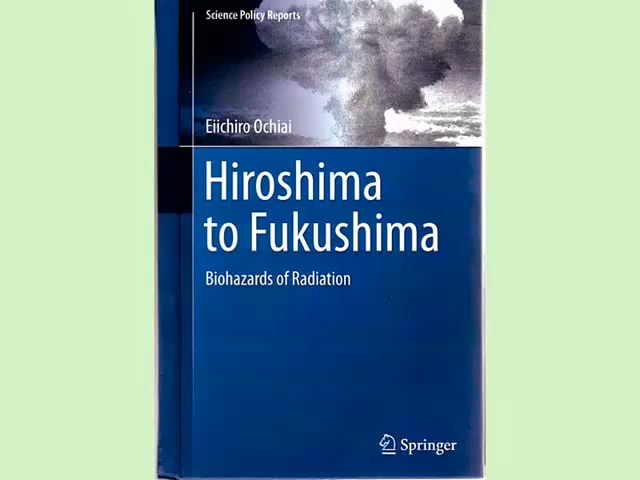 Science Policy Reports
Eiichiro Ochiai
Hiroshima
to Fukushima
Biohazards of Radiation
Springer